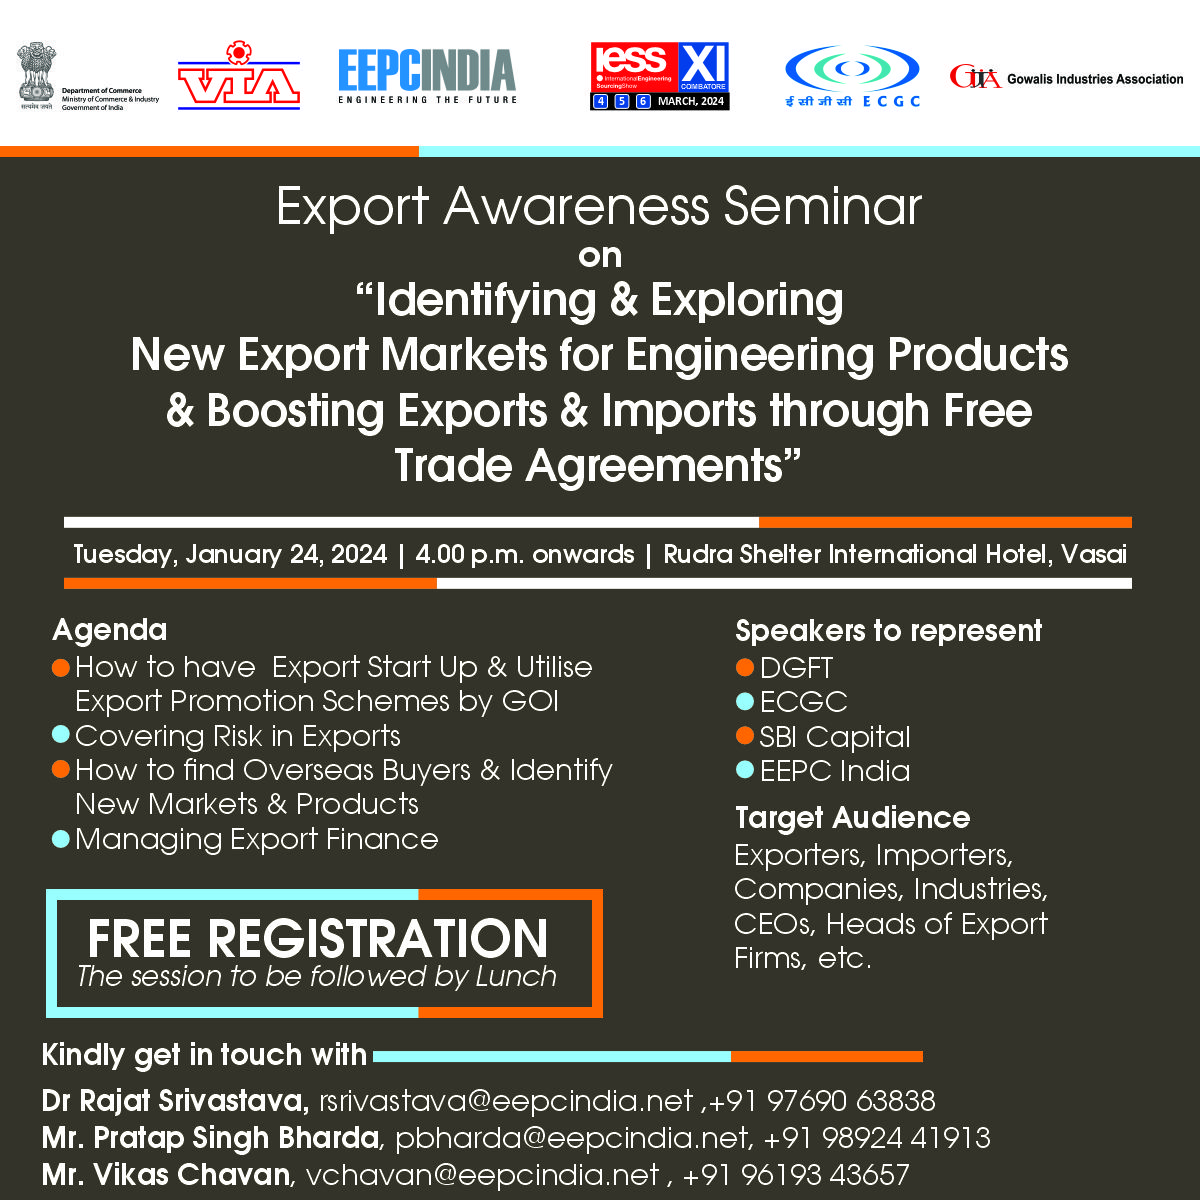 सत्यमेव जयते
Department of Commerce
Ministry of Commerce & Industry
Government of India
VIA
EEPCINDIA
ENGINEERING THE FUTURE
iess XI
InternationalEngineering
SourcingShow
COIMBATORE
4 5 6 MARCH, 2024
ई सी जी सी ECGC
GIA Gowalis Industries Association
Export Awareness Seminar
on
“Identifying & Exploring
New Export Markets for Engineering Products
& Boosting Exports & Imports through Free
Trade Agreements”
Tuesday, January 24, 2024 | 4.00 p.m. onwards | Rudra Shelter International Hotel, Vasai
Agenda
How to have Export Start Up & Utilise
Export Promotion Schemes by GOI
Covering Risk in Exports
How to find Overseas Buyers & Identify
New Markets & Products
Managing Export Finance
Speakers to represent
DGFT
ECGC
SBI Capital
EEPC India
Target Audience
Exporters, Importers,
Companies, Industries,
CEOs, Heads of Export
Firms, etc.
FREE REGISTRATION
The session to be followed by Lunch
Kindly get in touch with
Dr Rajat Srivastava, rsrivastava@eepcindia.net ,+91 97690 63838
Mr. Pratap Singh Bharda, pbharda@eepcindia.net, +91 98924 41913
Mr. Vikas Chavan, vchavan@eepcindia.net , +91 96193 43657